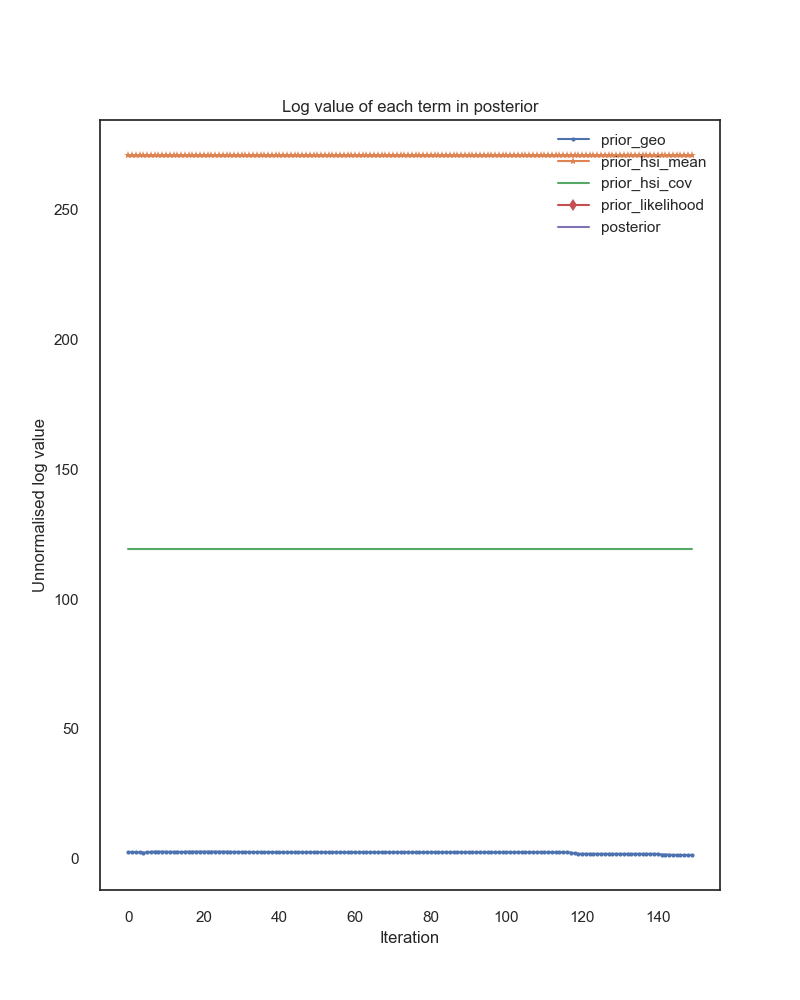 Log value of each term in posterior
prior_geo
prior_hsi_mean
prior_hsi_cov
prior_likelihood
posterior
250
200
150
100
50
0
Unnormalised log value
0 20 40 60 80 100 120 140
Iteration